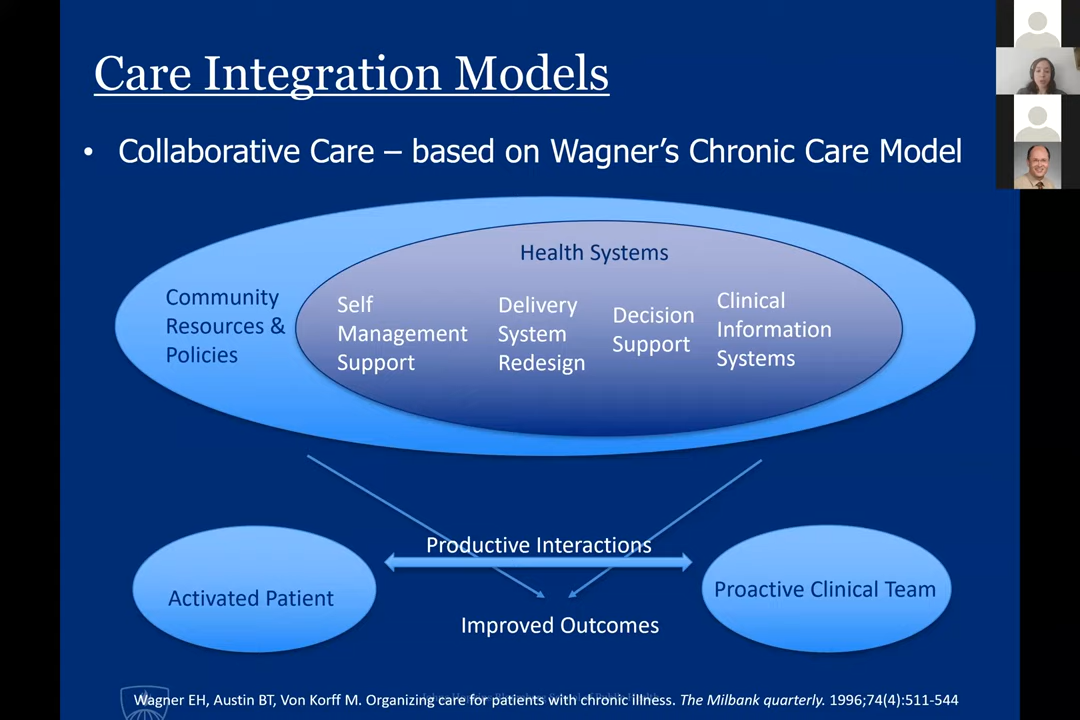 Care Integration Models
• Collaborative Care – based on Wagner's Chronic Care Model
Health Systems
Community
Resources &
Policies
Self
Management
Support
Delivery
System
Redesign
Decision
Support
Clinical
Information
Systems
Productive Interactions
Activated Patient
Proactive Clinical Team
Improved Outcomes
Wagner EH, Austin BT, Von Korff M. Organizing care for patients with chronic illness. The Milbank quarterly. 1996;74(4):511-544